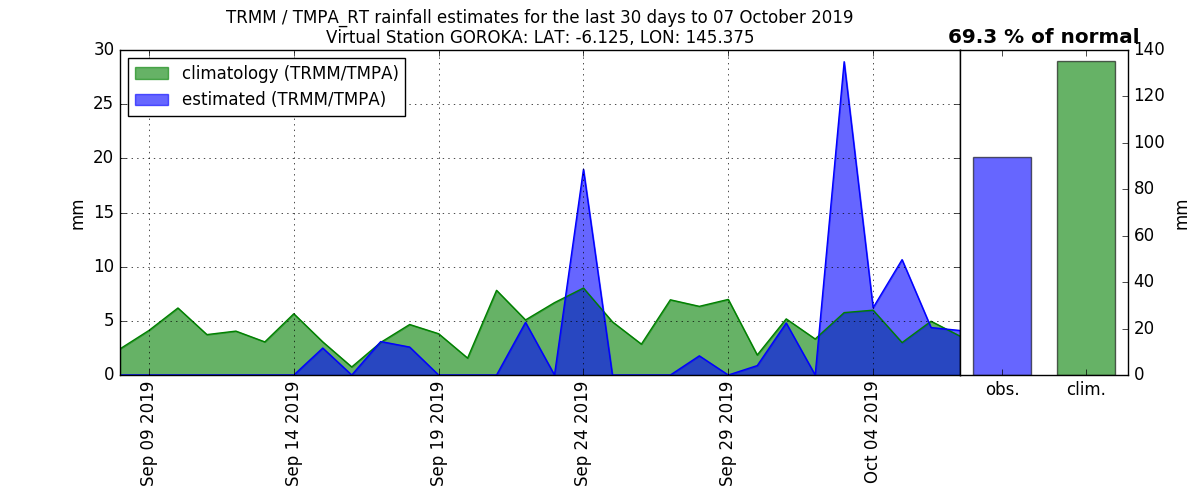 TRMM / TMPA_RT rainfall estimates for the last 30 days to 07 October 2019
Virtual Station GOROKA: LAT: -6.125, LON: 145.375
69.3 % of normal
climatology (TRMM/TMPA)
estimated (TRMM/TMPA)
30
25
20
15
10
5
0
mm
Sep 09 2019
Sep 14 2019
Sep 19 2019
Sep 24 2019
Sep 29 2019
Oct 04 2019
obs.
clim.
140
120
100
80
60
40
20
0
mm